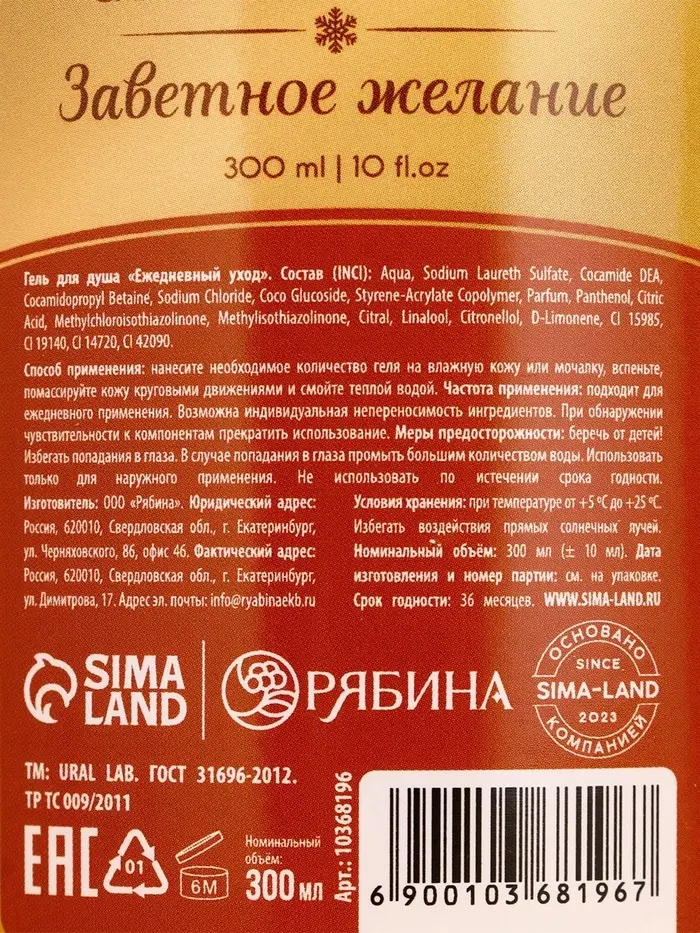 Заветное желание
300 ml | 10 fl.oz
Гель для душа «Ежедневный уход». Состав (INCI): Aqua, Sodium Laureth Sulfate, Cocamide DEA,
Cocamidopropyl Betaine, Sodium Chloride, Coco Glucoside, Styrene-Acrylate Copolymer, Parfum, Panthenol, Citric
Acid, Methylchloroisothiazolinone, Methylisothiazolinone, Citral, Linalool, Citronellol, D-Limonene, CI 15985,
CI 19140, CI 14720, CI 42090.
Способ применения: нанесите необходимое количество геля на влажную кожу или мочалку, вспеньте,
помассируйте кожу круговыми движениями и смойте теплой водой. Частота применения: подходит для
ежедневного применения. Возможна индивидуальная непереносимость ингредиентов. При обнаружении
чувствительности к компонентам прекратить использование. Меры предосторожности: беречь от детей!
Избегать попадания в глаза. В случае попадания в глаза промыть большим количеством воды. Использовать
только для наружного применения. Не использовать по истечении срока годности.
Изготовитель: ООО «Рябина». Юридический адрес:
Россия, 620010, Свердловская обл., г. Екатеринбург,
ул. Черняховского, 86, офис 46. Фактический адрес:
Россия, 620010, Свердловская обл., г. Екатеринбург,
ул. Димитрова, 17. Адрес эл. почты: info@ryabinaekb.ru
Условия хранения: при температуре от +5 °C до +25 °C.
Избегать воздействия прямых солнечных лучей.
Номинальный объём: 300 мл (± 10 мл). Дата
изготовления и номер партии: см. на упаковке.
Срок годности: 36 месяцев. WWW.SIMA-LAND.RU
SIMA
LAND
РЯБИНА
ОСНОВАНО
SINCE
SIMA-LAND
2023
КОМПАНИЕЙ
TM: URAL LAB. ГОСТ 31696-2012.
ТР ТС 009/2011
EAC
01
6M
Номинальный
объём:
300 мл
Арт.: 10368196
6 900103 681967